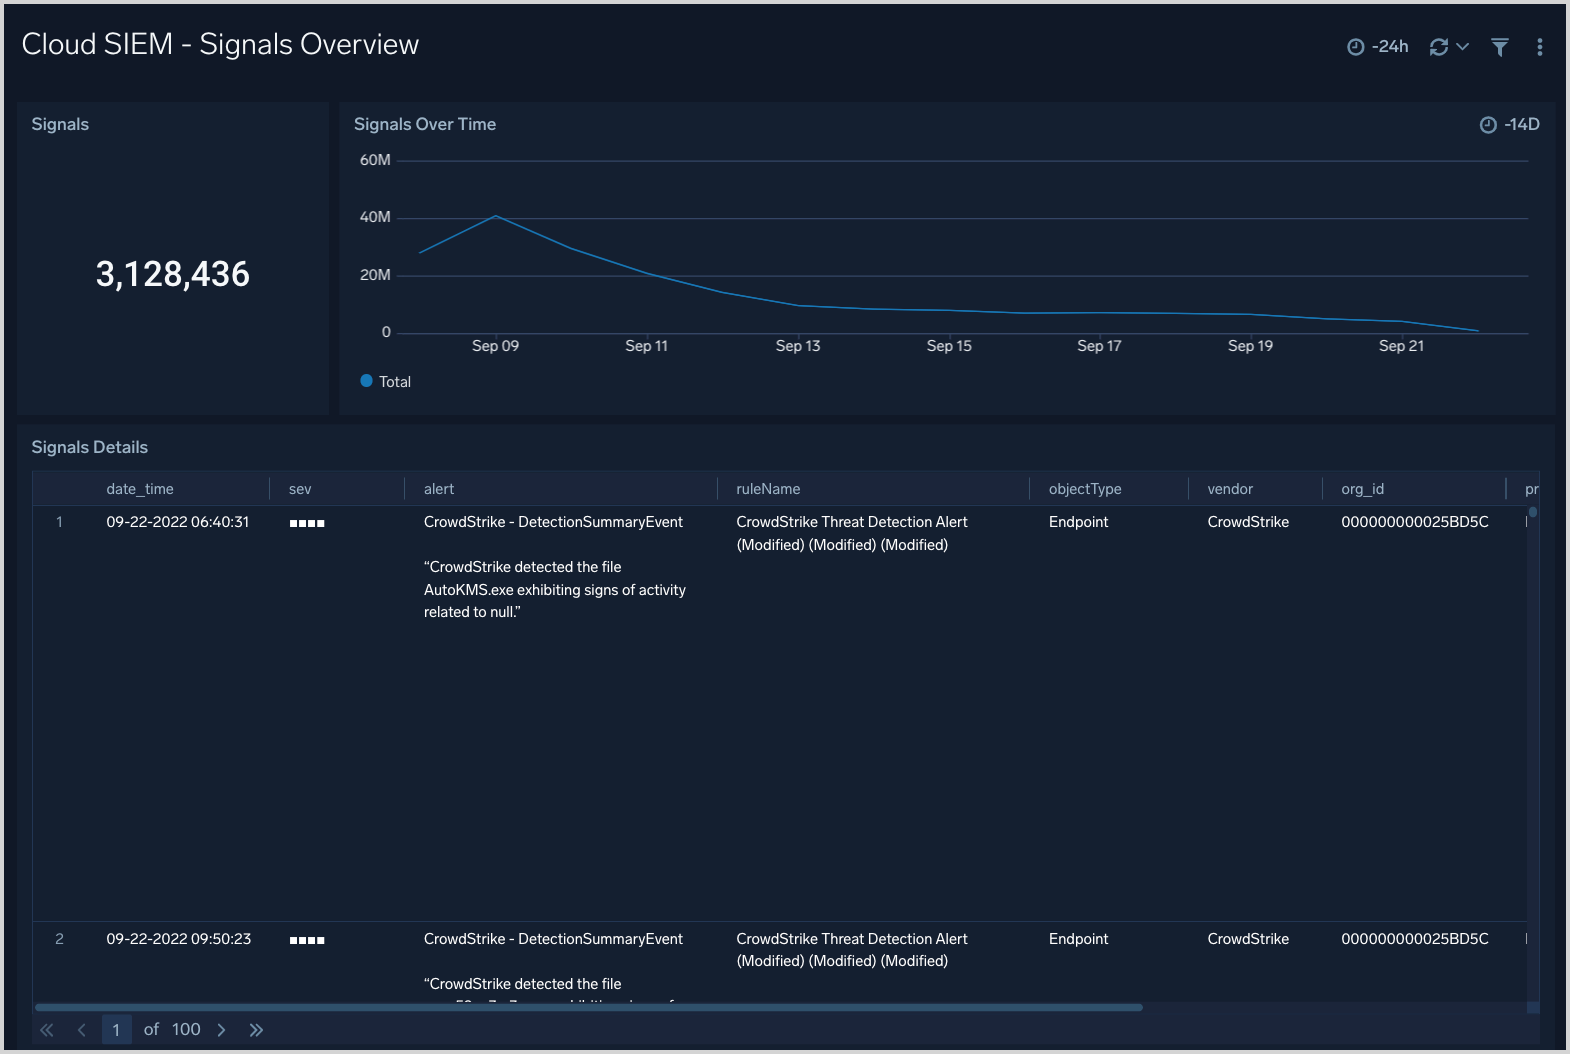 Cloud SIEM - Signals Overview
-24h
Signals
3,128,436
Signals Over Time
-14D
60M
40M
20M
0
Sep 09 Sep 11 Sep 13 Sep 15 Sep 17 Sep 19 Sep 21
Total
Signals Details
date_time sev alert ruleName objectType vendor org_id pr
1 09-22-2022 06:40:31 CrowdStrike - DetectionSummaryEvent CrowdStrike Threat Detection Alert Endpoint CrowdStrike 000000000025BD5C
(Modified) (Modified) (Modified)
“CrowdStrike detected the file
AutoKMS.exe exhibiting signs of activity
related to null.”
2 09-22-2022 09:50:23 CrowdStrike - DetectionSummaryEvent CrowdStrike Threat Detection Alert Endpoint CrowdStrike 000000000025BD5C
(Modified) (Modified) (Modified)
“CrowdStrike detected the file
1 of 100